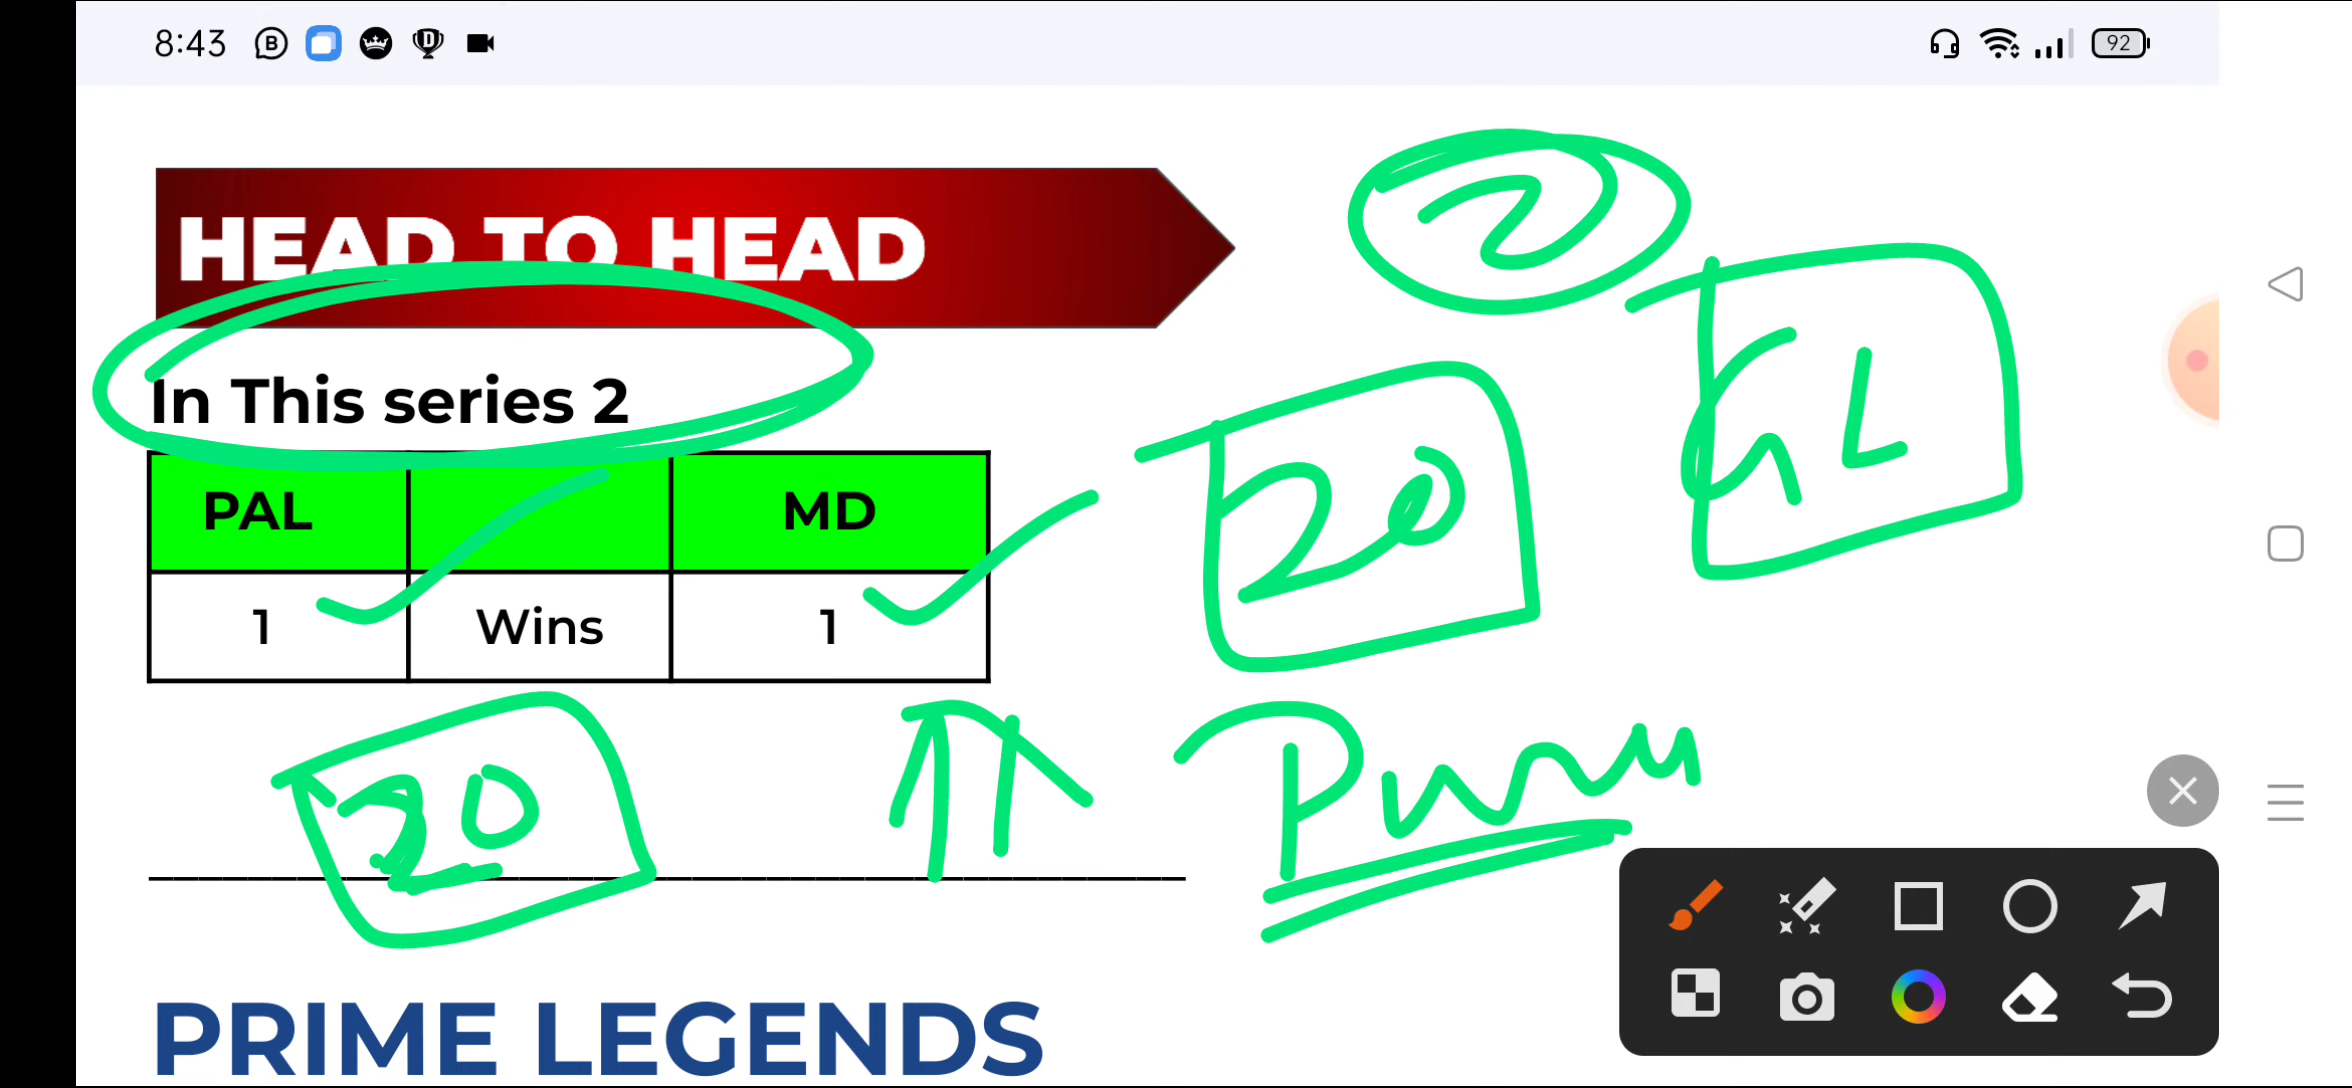 8:43 92
HEAD TO HEAD
2
In This series 2
GL
PAL MD
20
1 Wins 1
20
PRIME LEGENDS